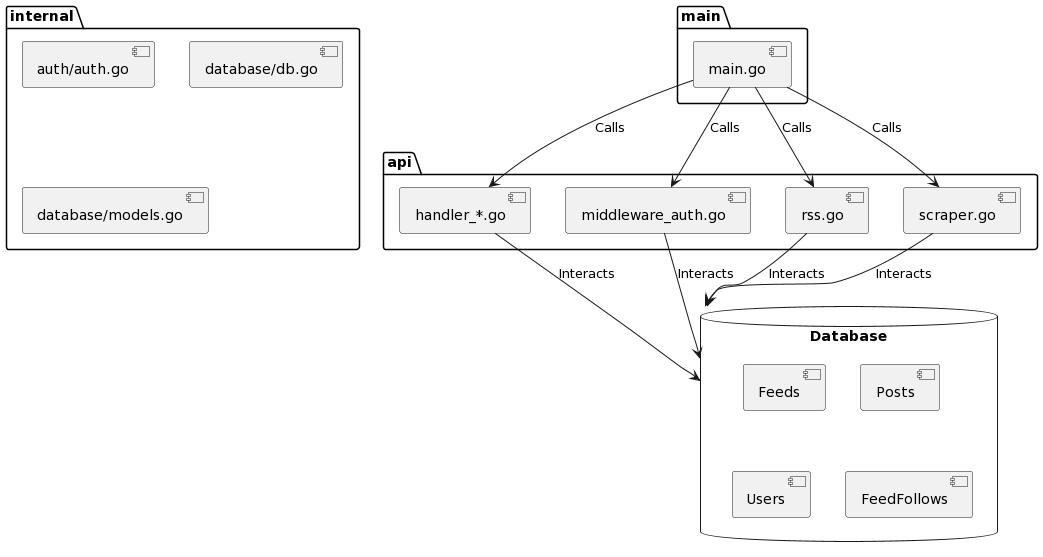 internal
main
auth/auth.go
database/db.go
main.go
Calls
Calls
Calls
Calls
api
database/models.go
handler_*.go
middleware_auth.go
rss.go
scraper.go
Interacts
Interacts
Interacts
Interacts
Database
Feeds
Posts
Users
FeedFollows